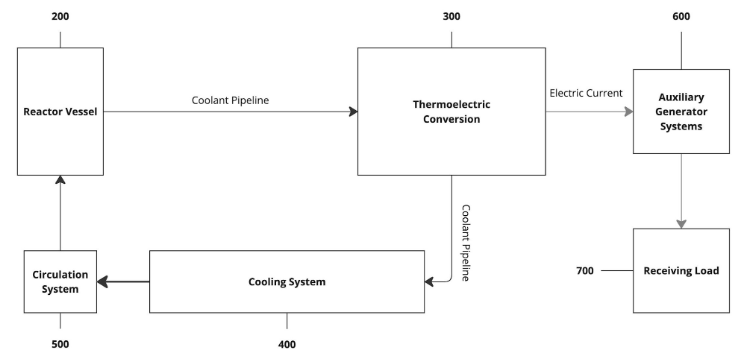 200
300
600
Reactor Vessel
Coolant Pipeline
Thermoelectric
Conversion
Electric Current
Auxiliary
Generator
Systems
Coolant Pipeline
Circulation
System
Cooling System
700
Receiving Load
500
400